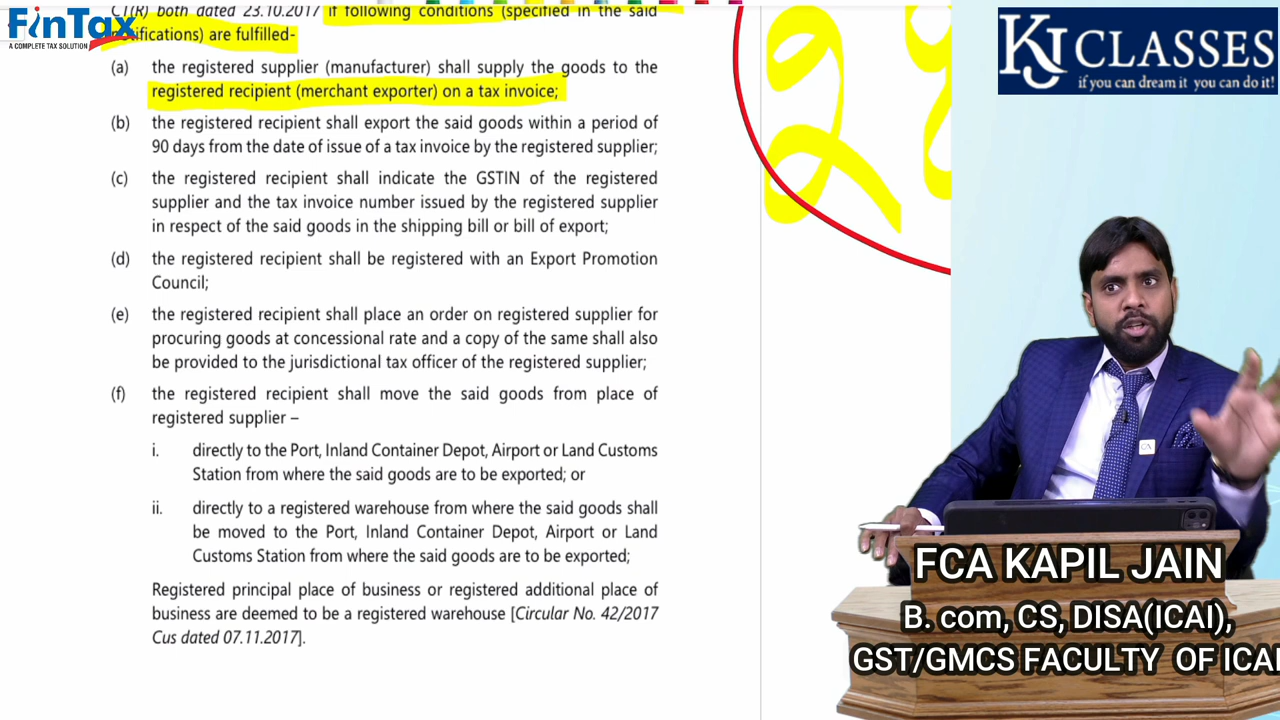 FinTax
A COMPLETE TAX SOLUTION
CT(R) both dated 23.10.2017 if following conditions (specified in the said
notifications) are fulfilled-
(a) the registered supplier (manufacturer) shall supply the goods to the
registered recipient (merchant exporter) on a tax invoice;
(b) the registered recipient shall export the said goods within a period of
90 days from the date of issue of a tax invoice by the registered supplier;
(c) the registered recipient shall indicate the GSTIN of the registered
supplier and the tax invoice number issued by the registered supplier
in respect of the said goods in the shipping bill or bill of export;
(d) the registered recipient shall be registered with an Export Promotion
Council;
(e) the registered recipient shall place an order on registered supplier for
procuring goods at concessional rate and a copy of the same shall also
be provided to the jurisdictional tax officer of the registered supplier;
(f) the registered recipient shall move the said goods from place of
registered supplier –
i. directly to the Port, Inland Container Depot, Airport or Land Customs
Station from where the said goods are to be exported; or
ii. directly to a registered warehouse from where the said goods shall
be moved to the Port, Inland Container Depot, Airport or Land
Customs Station from where the said goods are to be exported;
Registered principal place of business or registered additional place of
business are deemed to be a registered warehouse [Circular No. 42/2017
Cus dated 07.11.2017].
KJ CLASSES
if you can dream it you can do it!
CA
FCA KAPIL JAIN
B. com, CS, DISA(ICAI),
GST/GMCS FACULTY OF ICAI